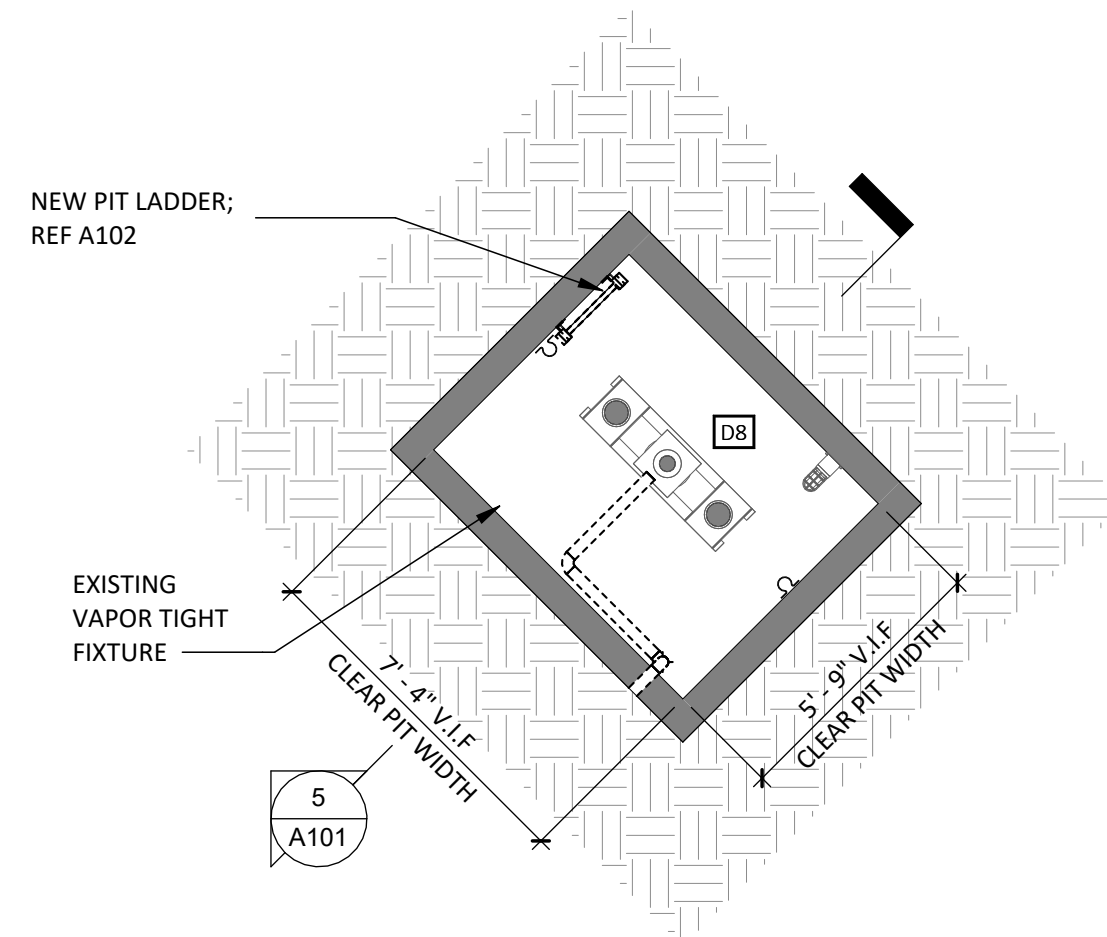 NEW PIT LADDER;
REF A102
D8
EXISTING
VAPOR TIGHT
FIXTURE
7' - 4" V.I.F
CLEAR PIT WIDTH
5' - 9" V.I.F
CLEAR PIT WIDTH
5
A101